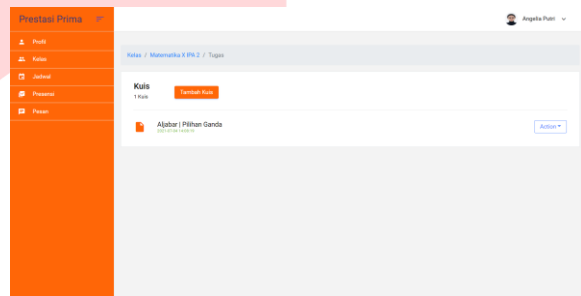 Prestasi Prima
Angelia Putri
Profil
Kelas
Jadwal
Presensi
Pesan
Kelas / Matematika X IPA 2 / Tugas
Kuis
1 Kuis
Tambah Kuis
Aljabar | Pilihan Ganda
Action